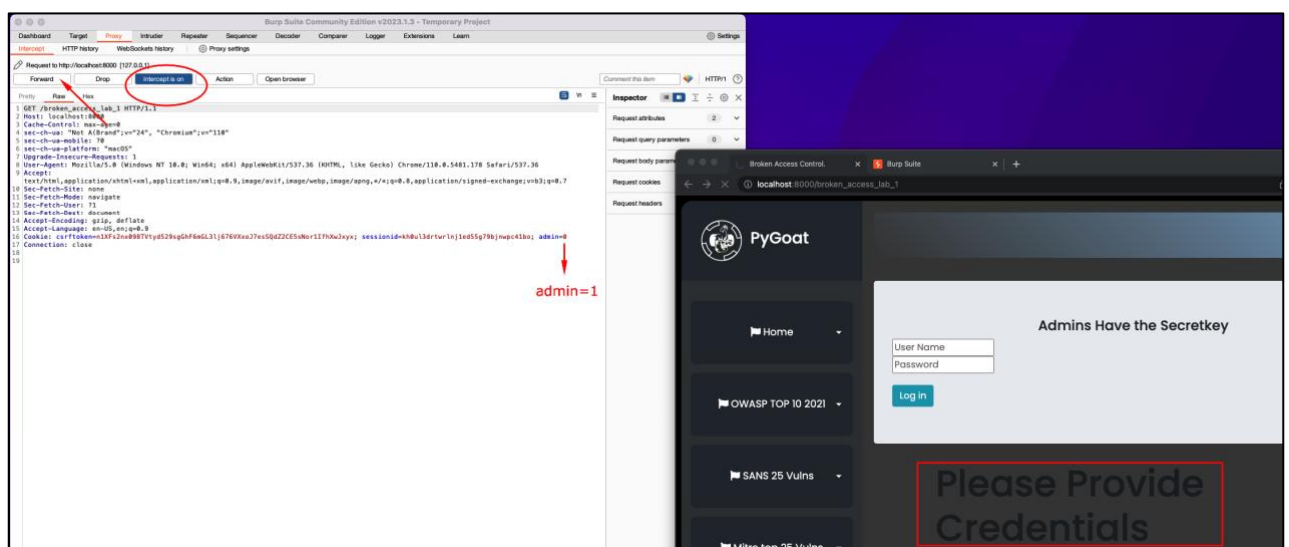 Burp Suite Community Edition v2023.1.3 - Temporary Project
Dashboard Target Proxy Intruder Repeater Sequencer Decoder Comparer Logger Extensions Learn Settings
Intercept HTTP history WebSockets history Proxy settings
Request to http://localhost:8000 [127.0.0.1]
Forward Drop Intercept is on Action Open browser Comment this item HTTP/1
Pretty Raw Hex
Inspector
1 GET /broken_access_lab_1 HTTP/1.1
2 Host: localhost:8000
3 Cache-Control: max-age=0
4 sec-ch-ua: "Not A(Brand";v="24", "Chromium";v="110"
5 sec-ch-ua-mobile: ?0
6 sec-ch-ua-platform: "macOS"
7 Upgrade-Insecure-Requests: 1
8 User-Agent: Mozilla/5.0 (Windows NT 10.0; Win64; x64) AppleWebKit/537.36 (KHTML, like Gecko) Chrome/110.0.5481.178 Safari/537.36
9 Accept:
text/html,application/xhtml+xml,application/xml;q=0.9,image/avif,image/webp,image/apng,*/*;q=0.8,application/signed-exchange;v=b3;q=0.7
10 Sec-Fetch-Site: none
11 Sec-Fetch-Mode: navigate
12 Sec-Fetch-User: ?1
13 Sec-Fetch-Dest: document
14 Accept-Encoding: gzip, deflate
15 Accept-Language: en-US,en;q=0.9
16 Cookie: admin=0
17 Connection: close
18
19
admin=1
Request attributes 2
Request query parameters 0
Request body param
Request cookies
Request headers
Broken Access Control. Burp Suite
localhost:8000/broken_access_lab_1
PyGoat
Home
OWASP TOP 10 2021
SANS 25 Vulns
Mitre top 25 Vulns
Admins Have the Secretkey
User Name
Password
Log in
Please Provide
Credentials